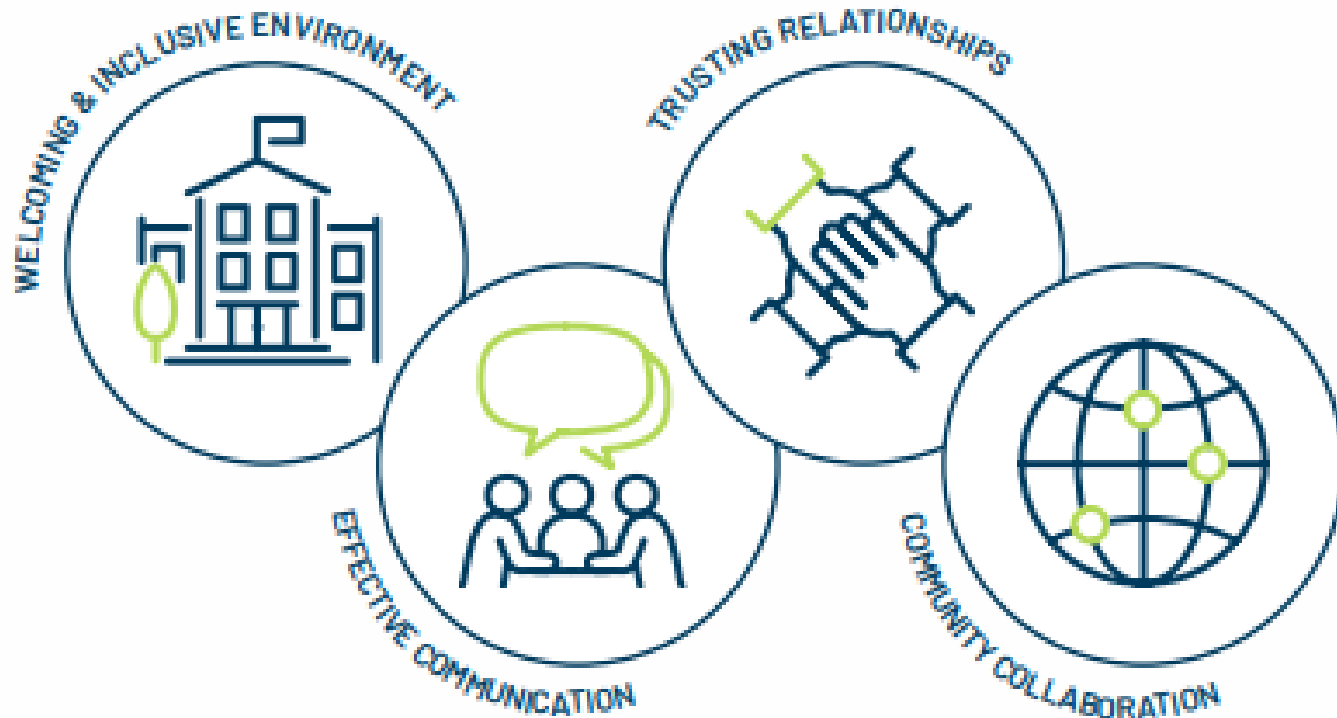 WELCOMING & INCLUSIVE ENVIRONMENT
EFFECTIVE COMMUNICATION
TRUSTING RELATIONSHIPS
COMMUNITY COLLABORATION